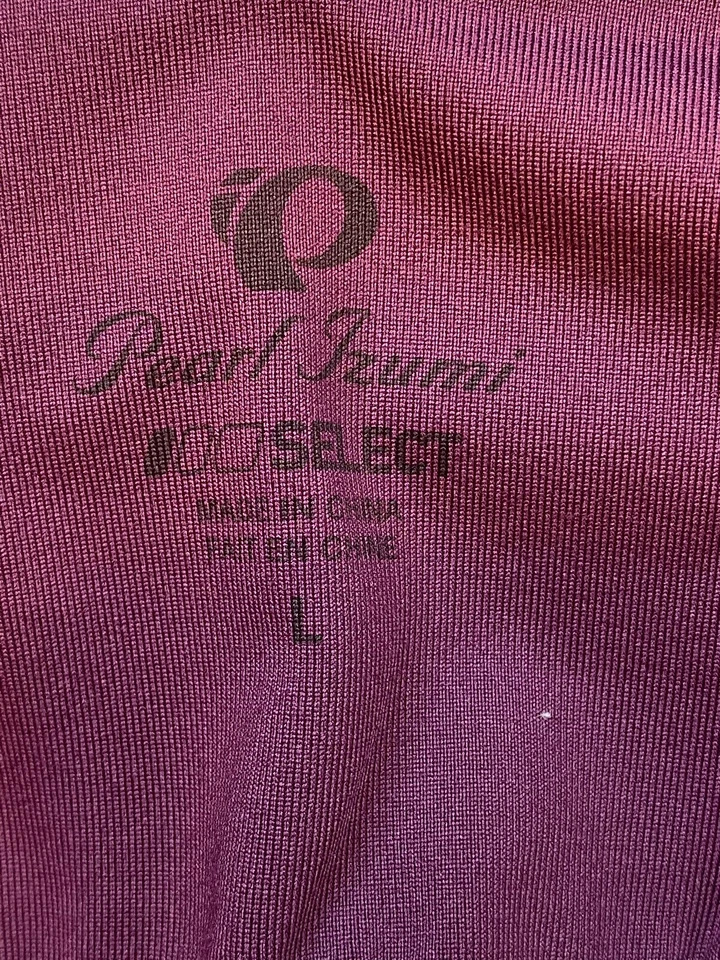 Pearl Izumi
SELECT
MADE IN CHINA
FAIT EN CHINE
L